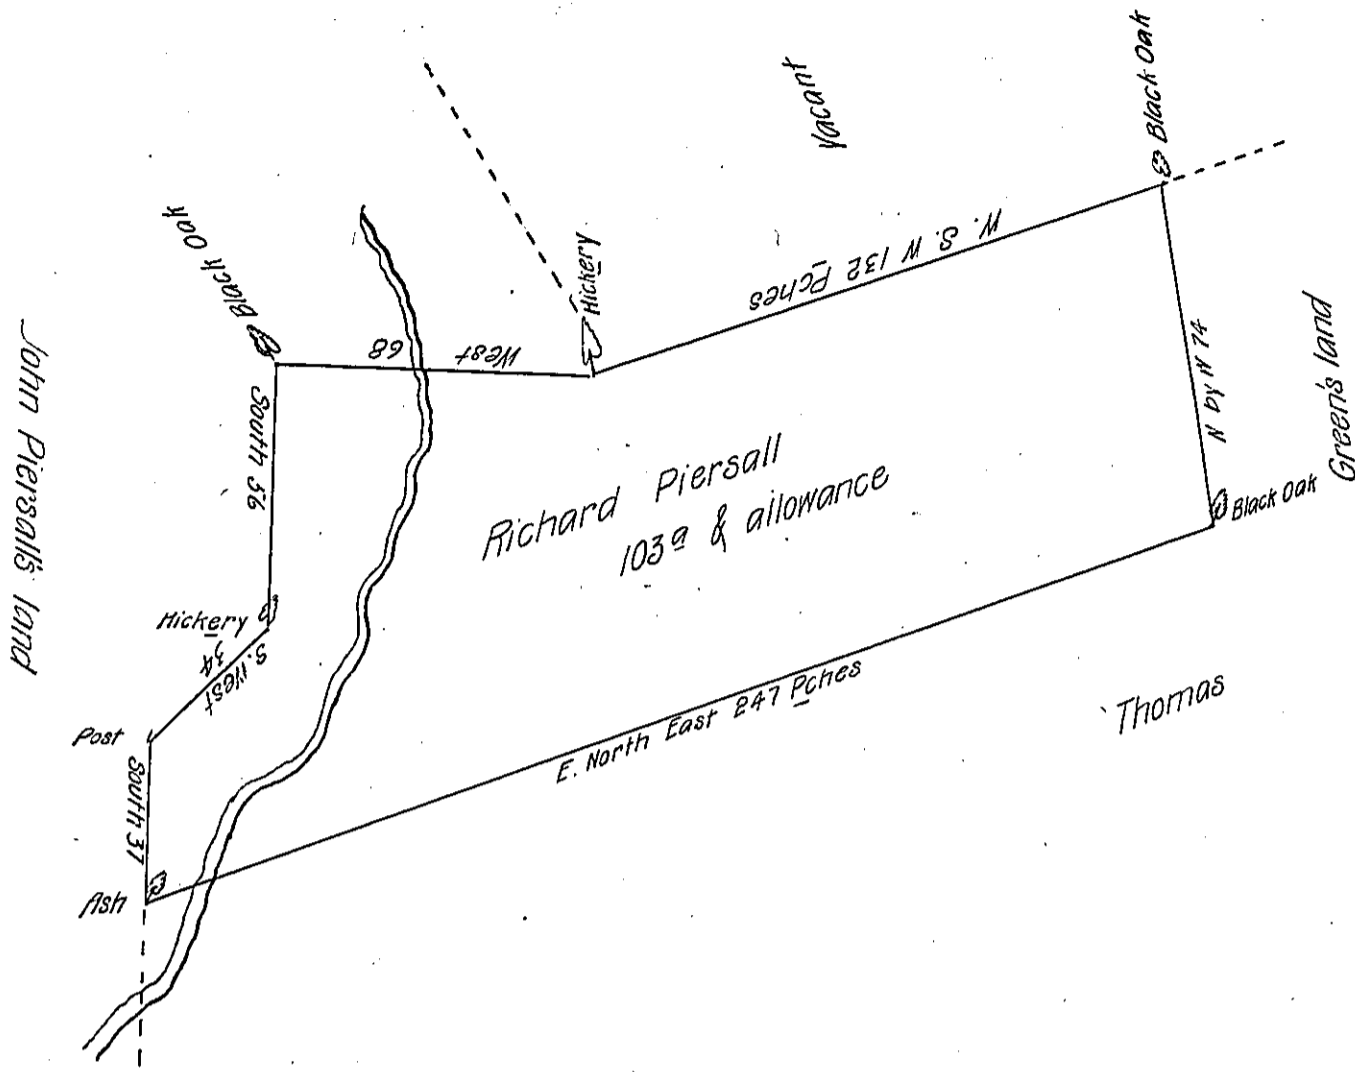 Black Oak
Vacant
Black Oak
Hickery
W. S. W 132 Pches
West 68
N by W 74
Green's land
John Piersall's land
South 56
Richard Piersall
103a & allowance
Black Oak
Hickery
S. West
34
Post
E. North East 247 Pches
Thomas
South 37
Ash